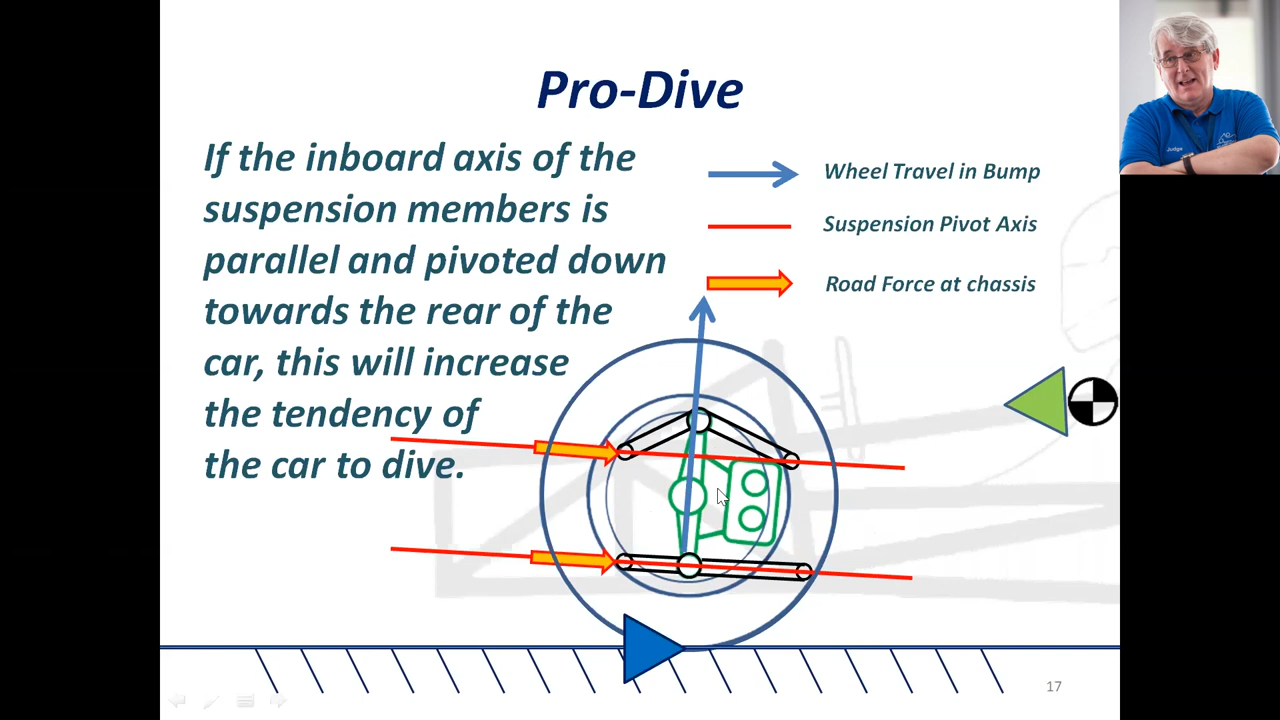 Pro-Dive
If the inboard axis of the
suspension members is
parallel and pivoted down
towards the rear of the
car, this will increase
the tendency of
the car to dive.
Wheel Travel in Bump
Suspension Pivot Axis
Road Force at chassis
Judge
17